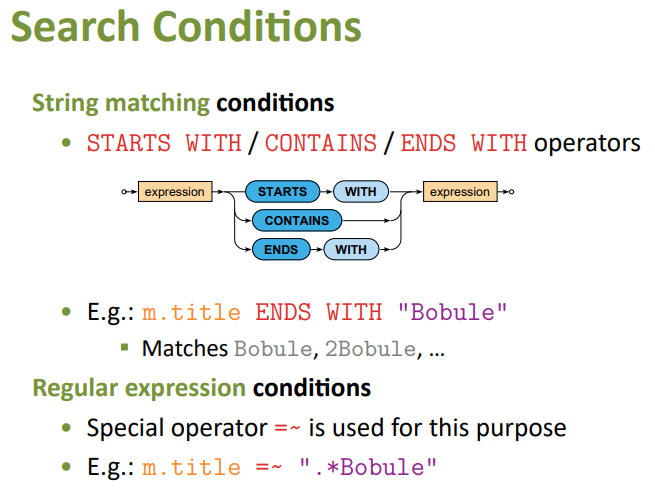 Search Conditions
String matching conditions
• STARTS WITH / CONTAINS / ENDS WITH operators
expression STARTS WITH expression
CONTAINS
ENDS WITH
• E.g.: m.title ENDS WITH "Bobule"
▪ Matches Bobule, 2Bobule, …
Regular expression conditions
• Special operator =~ is used for this purpose
• E.g.: m.title =~ ".*Bobule"